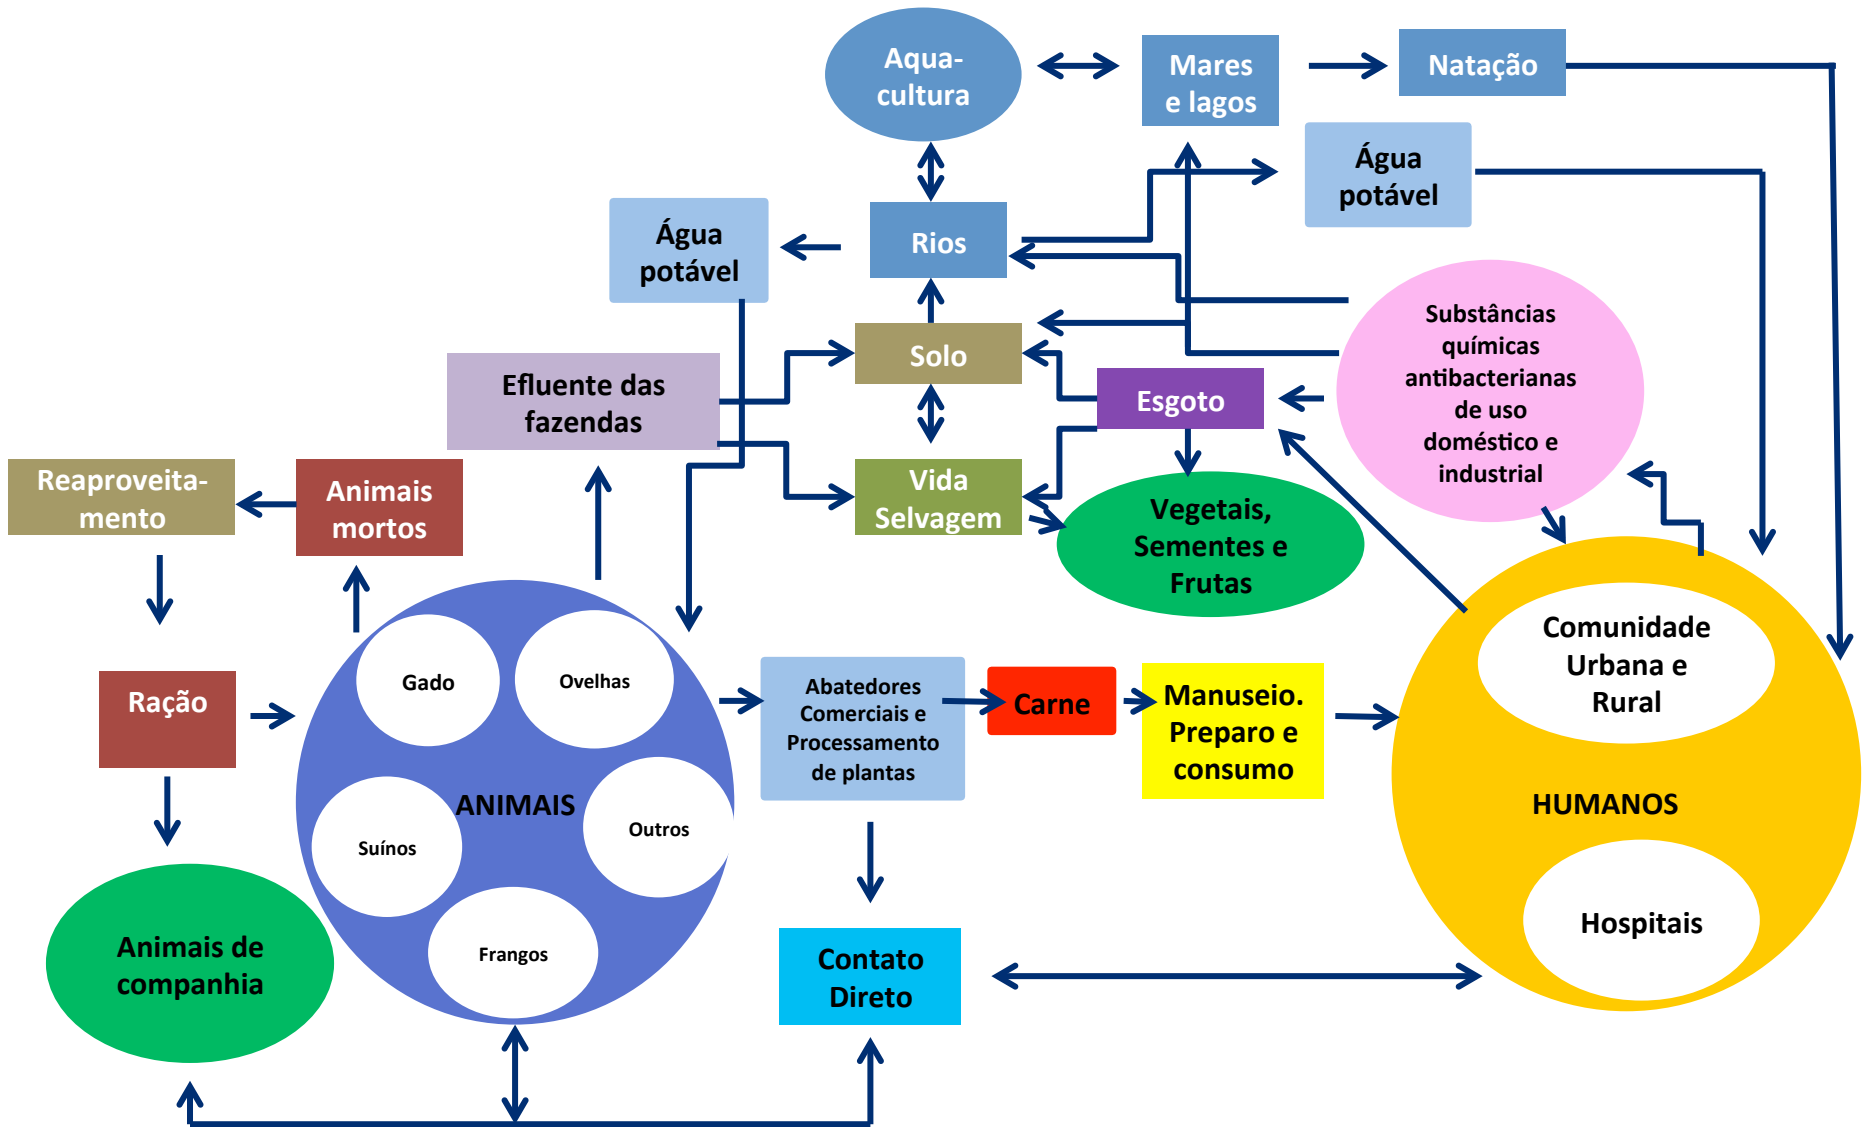 Aqua-
cultura
Mares
e lagos
Natação
Água
potável
Água
potável
Rios
Substâncias
químicas
antibacterianas
de uso
doméstico e
industrial
Solo
Efluente das
fazendas
Esgoto
Reaproveita-
mento
Animais
mortos
Vida
Selvagem
Vegetais,
Sementes e
Frutas
Comunidade
Urbana e
Rural
Gado
Ovelhas
Ração
Abatedores
Comerciais e
Processamento
de plantas
Carne
Manuseio.
Preparo e
consumo
ANIMAIS
HUMANOS
Suínos
Outros
Frangos
Hospitais
Animais de
companhia
Contato
Direto